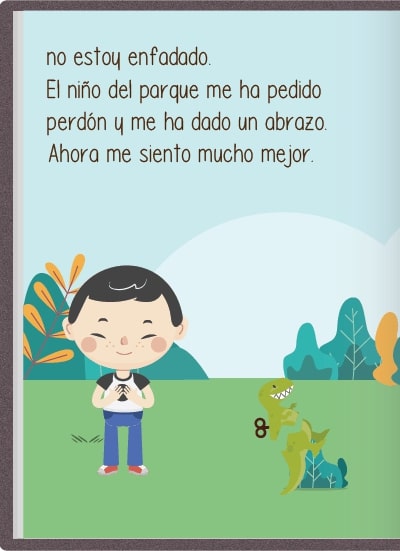 no estoy enfadado.
El niño del parque me ha pedido
perdón y me ha dado un abrazo.
Ahora me siento mucho mejor.